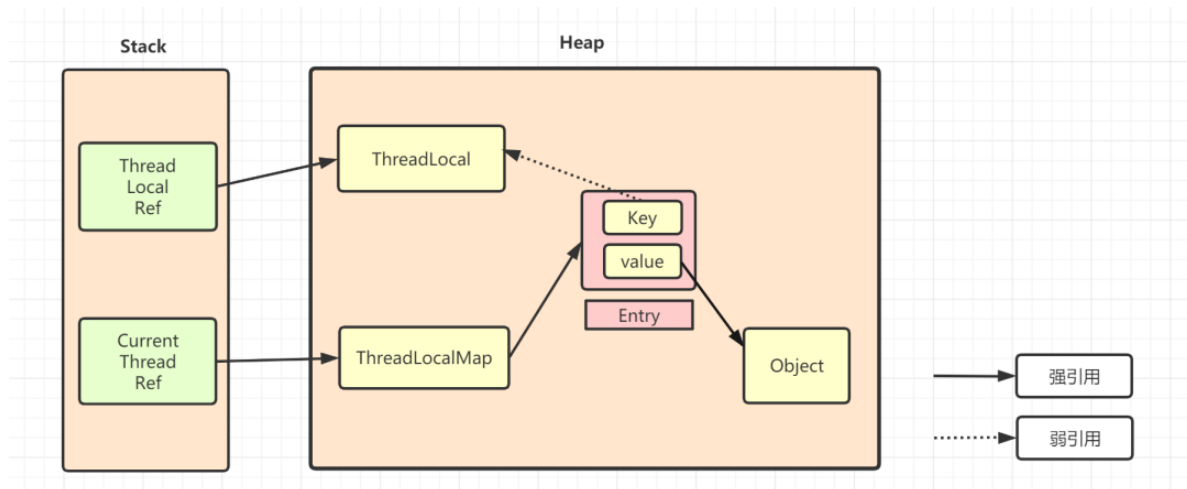 Stack
Heap
Thread
Local
Ref
ThreadLocal
Key
value
Entry
Current
Thread
Ref
ThreadLocalMap
Object
强引用
弱引用